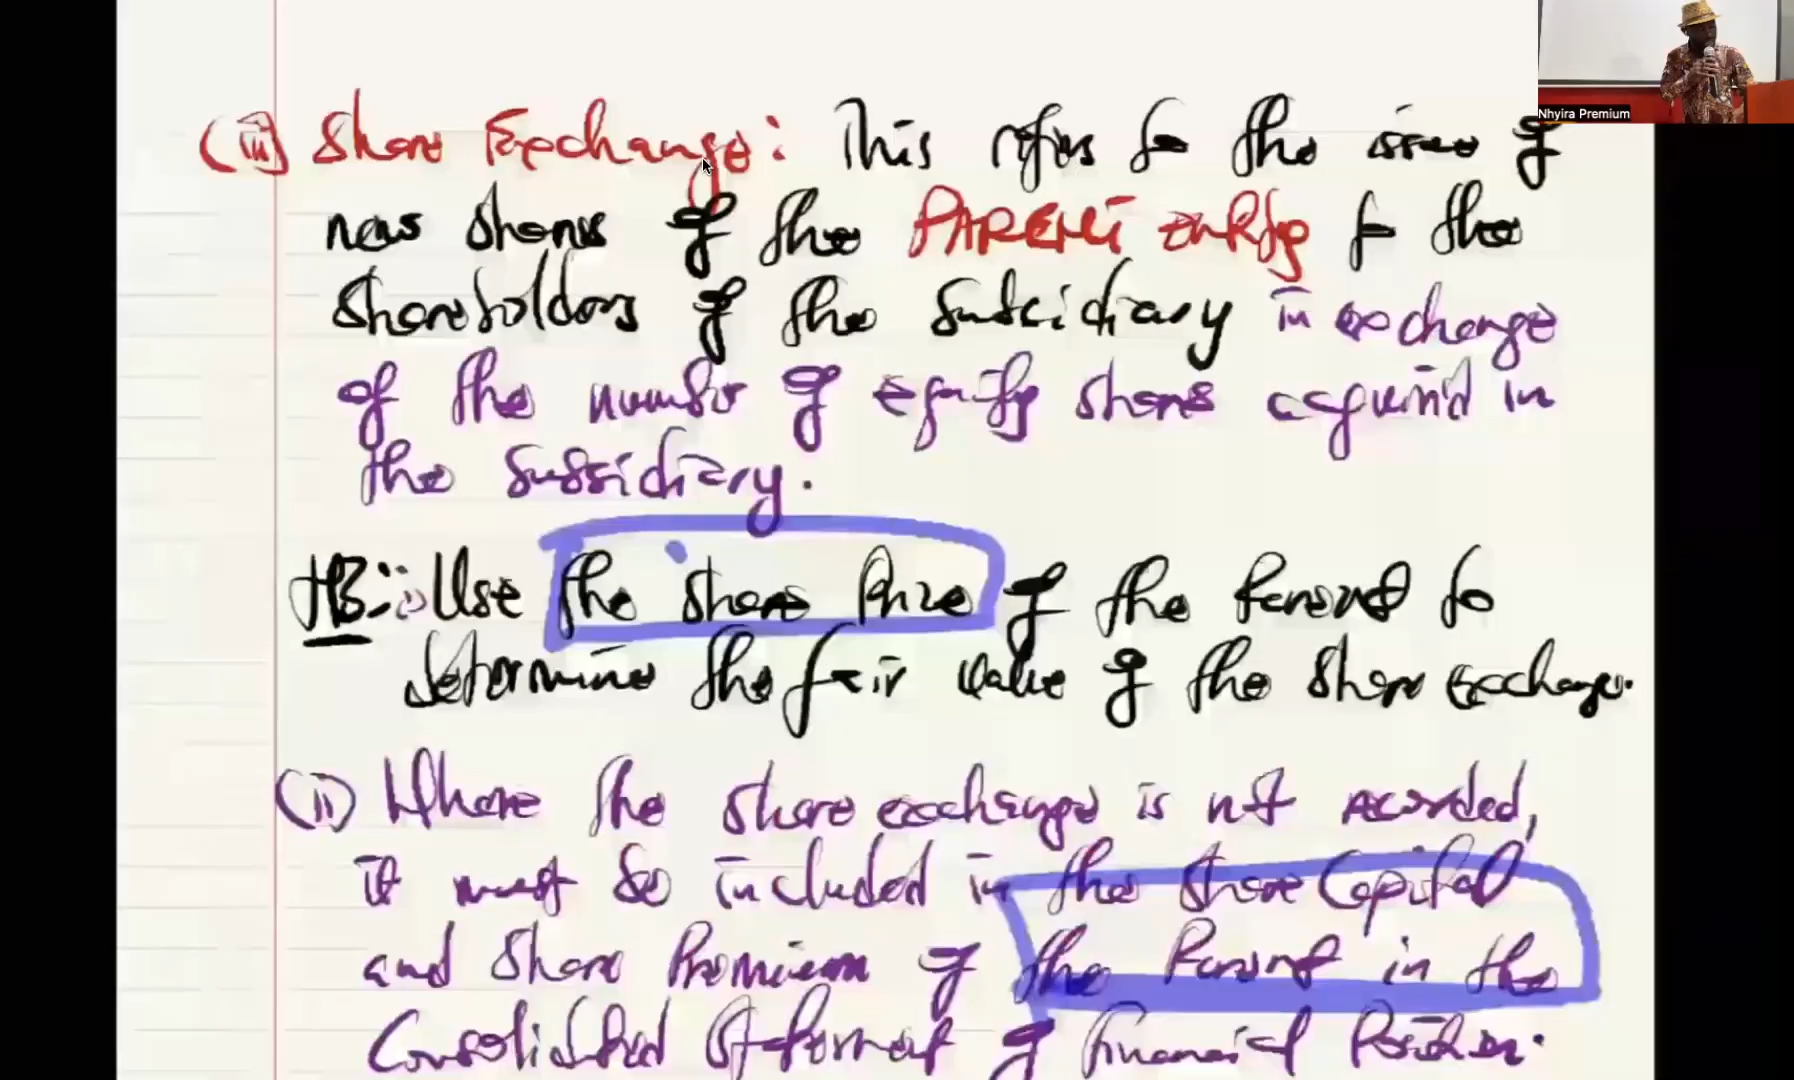 (iii) Share Exchange: This refers to the issue of
new shares of the PARENT entity to the
Shareholders of the Subsidiary in exchange
of the number of equity shares acquired in
the Subsidiary.
NB: i) Use the share Price of the Parent to
determine the fair value of the share exchange.
(ii) Where the share exchange is not recorded,
it must be included in the share Capital
and Share Premium of the Parent in the
Consolidated Statement of Financial Position.
Nhyira Premium